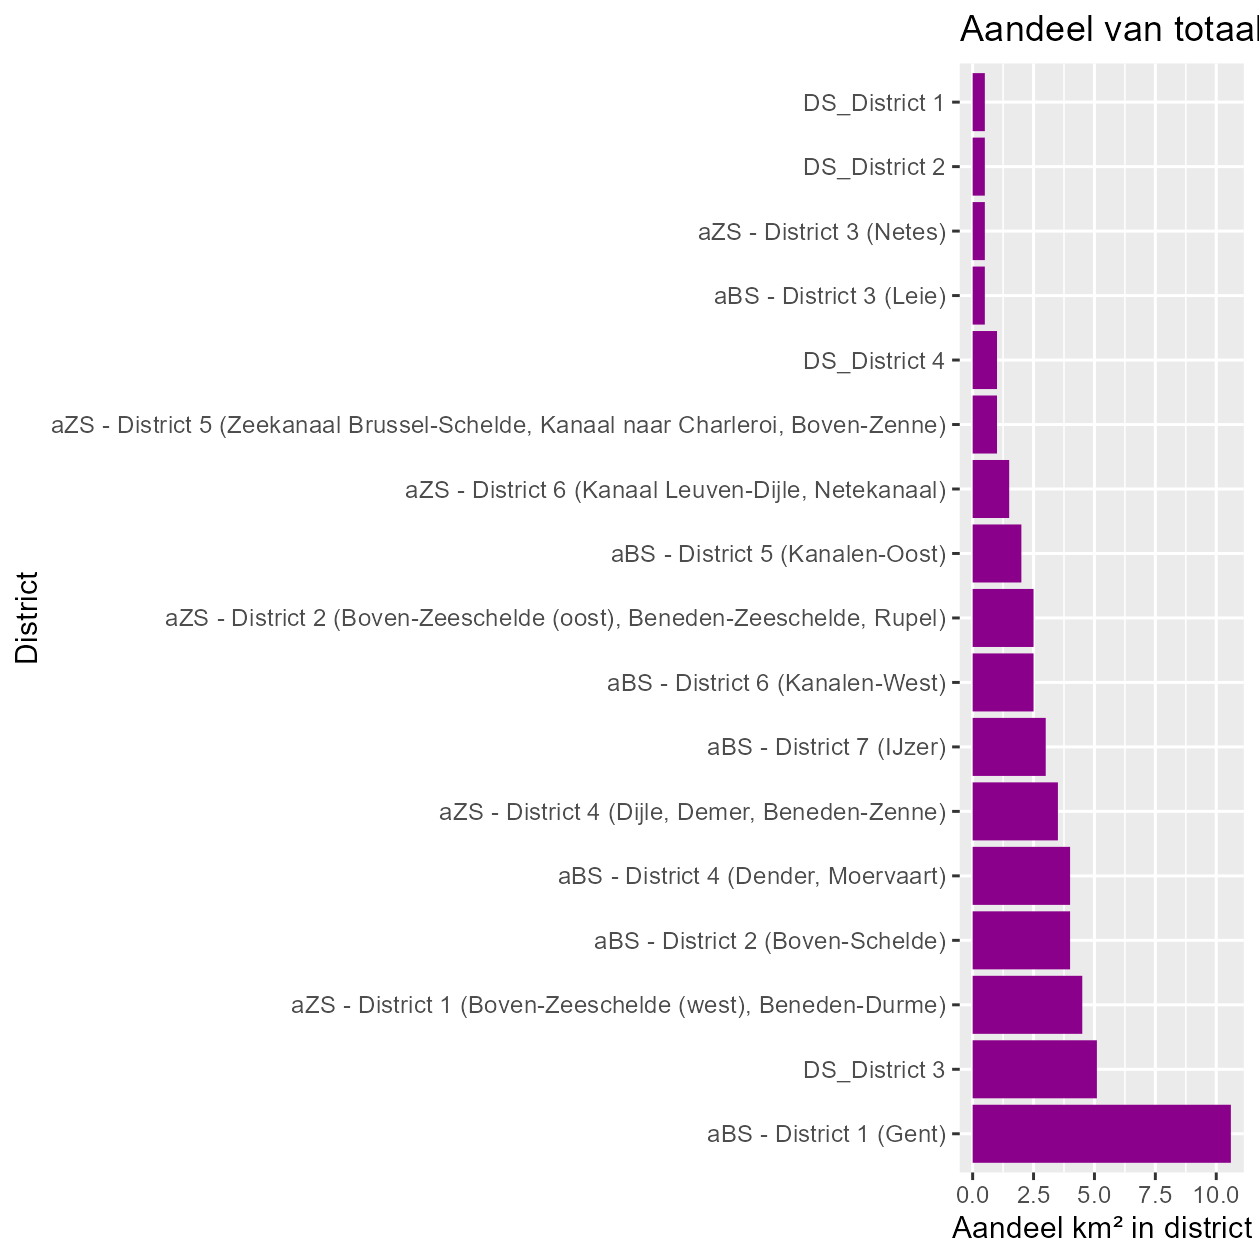 Aandeel van totaal
DS_District 1
DS_District 2
aZS - District 3 (Netes)
aBS - District 3 (Leie)
DS_District 4
aZS - District 5 (Zeekanaal Brussel-Schelde, Kanaal naar Charleroi, Boven-Zenne)
aZS - District 6 (Kanaal Leuven-Dijle, Netekanaal)
aBS - District 5 (Kanalen-Oost)
aZS - District 2 (Boven-Zeeschelde (oost), Beneden-Zeeschelde, Rupel)
aBS - District 6 (Kanalen-West)
aBS - District 7 (IJzer)
aZS - District 4 (Dijle, Demer, Beneden-Zenne)
aBS - District 4 (Dender, Moervaart)
aBS - District 2 (Boven-Schelde)
aZS - District 1 (Boven-Zeeschelde (west), Beneden-Durme)
DS_District 3
aBS - District 1 (Gent)
District
0.0 2.5 5.0 7.5 10.0
Aandeel km² in district